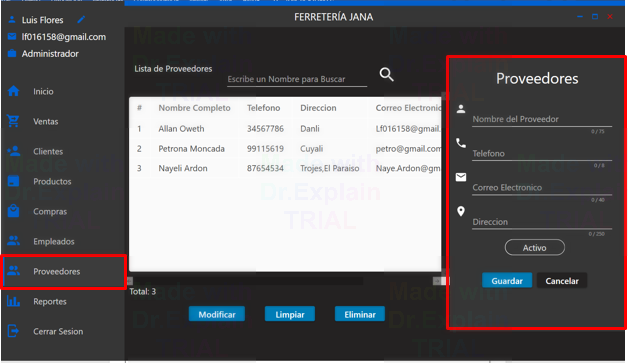 FERRETERÍA JANA
Luis Flores
lf016158@gmail.com
Administrador
Inicio
Ventas
Clientes
Productos
Compras
Empleados
Proveedores
Reportes
Cerrar Sesion
Lista de Proveedores
Escribe un Nombre para Buscar
# Nombre Completo Telefono Direccion Correo Electronic
1 Allan Oweth 34567786 Danli Lf016158@gmail.
2 Petrona Moncada 99115619 Cuyali petro@gmail.com
3 Nayeli Ardon 87654534 Trojes,El Paraiso Naye.Ardon@gm
Total: 3
Modificar Limpiar Eliminar
Proveedores
Nombre del Proveedor
0 / 75
Telefono
0 / 8
Correo Electronico
0 / 40
Direccion
0 / 250
Activo
Guardar Cancelar
Made with
Dr.Explain
TRIAL